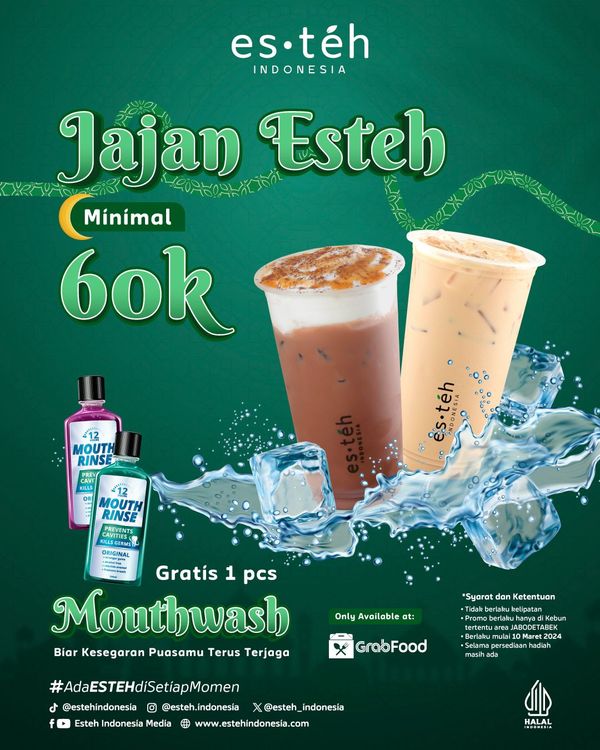 es•téh
INDONESIA
Jajan Esteh
Minimal
60k
es•téh
INDONESIA
es•téh
INDONESIA
12
MOUTH
RINSE
PREVENTS
CAVITIES
KILLS GERMS
ORIGINAL
Gratis 1 pcs
Mouthwash
Biar Kesegaran Puasamu Terus Terjaga
Only Available at:
GrabFood
*Syarat dan Ketentuan
• Tidak berlaku kelipatan
• Promo berlaku hanya di Kebun
tertentu area JABODETABEK
• Berlaku mulai 10 Maret 2024
• Selama persediaan hadiah
masih ada
#AdaESTEHdiSetiapMomen
@estehindonesia @esteh.indonesia @esteh_indonesia
Esteh Indonesia Media www.estehindonesia.com
HALAL
INDONESIA